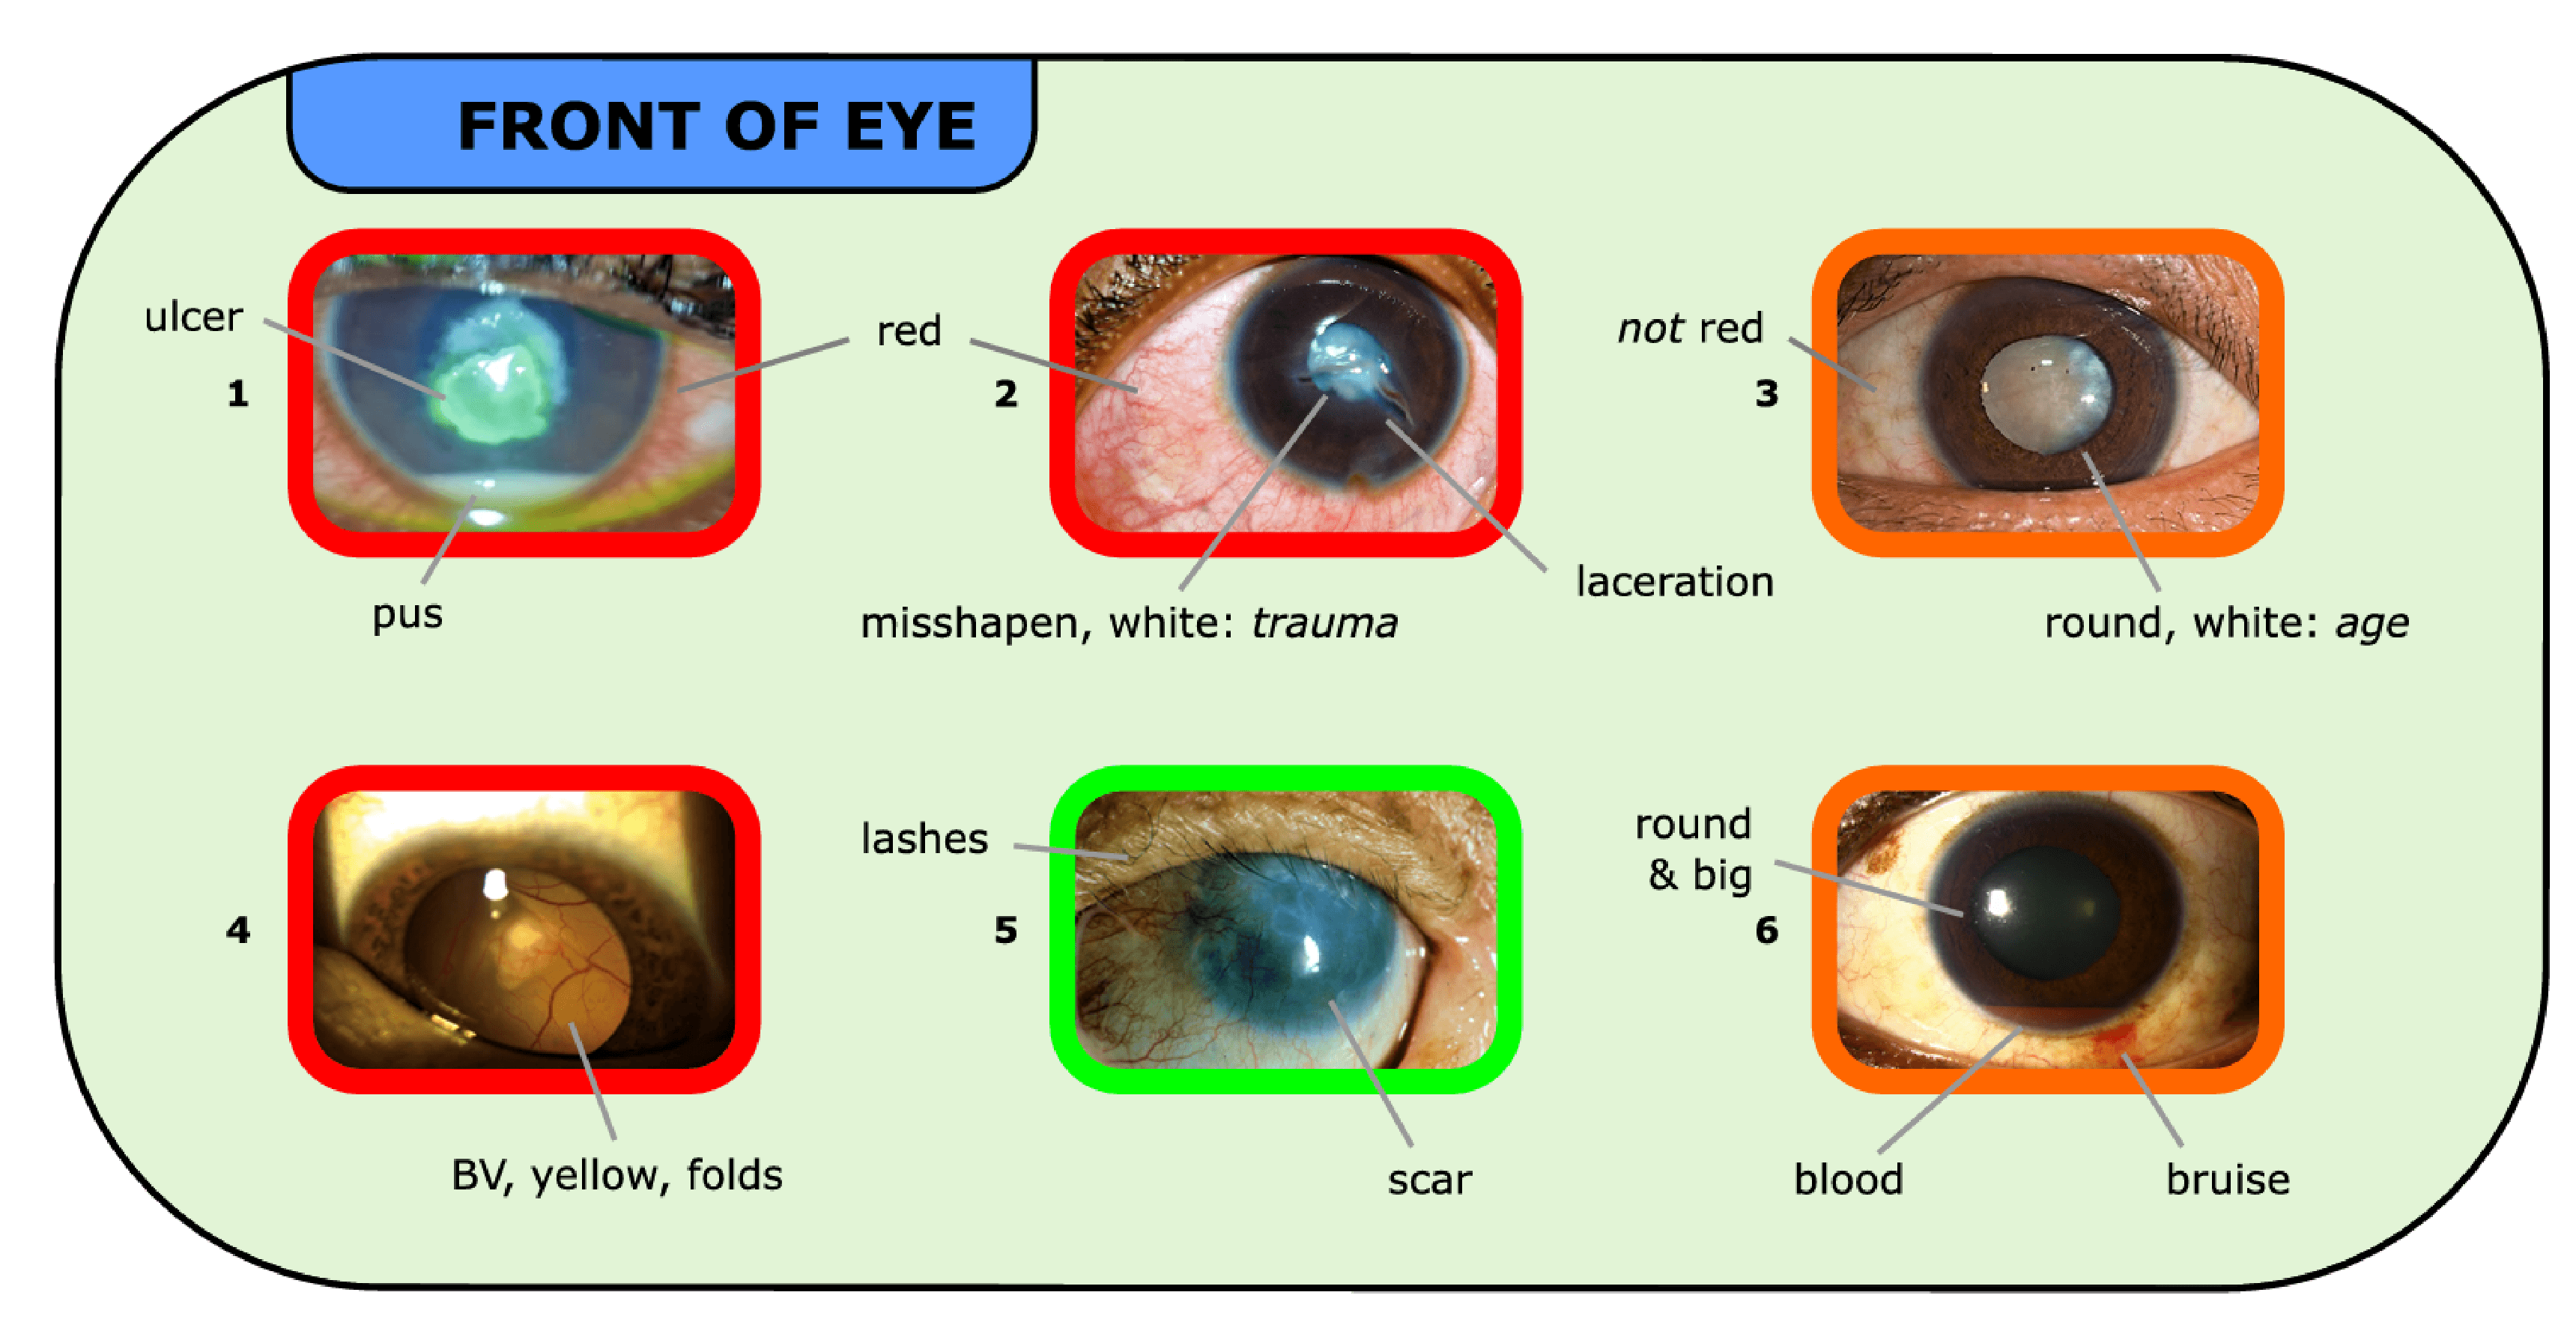 FRONT OF EYE
ulcer
1
pus
red
2
misshapen, white: trauma
laceration
not red
3
round, white: age
4
BV, yellow, folds
lashes
5
scar
round
& big
6
blood
bruise